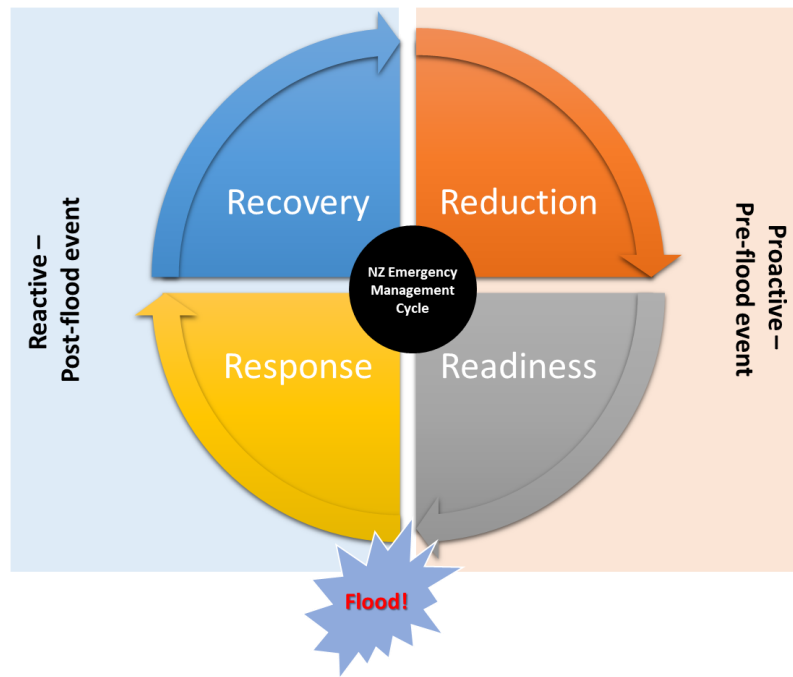 Recovery
Reduction
NZ Emergency
Management
Cycle
Response
Readiness
Reactive –
Post-flood event
Proactive –
Pre-flood event
Flood!